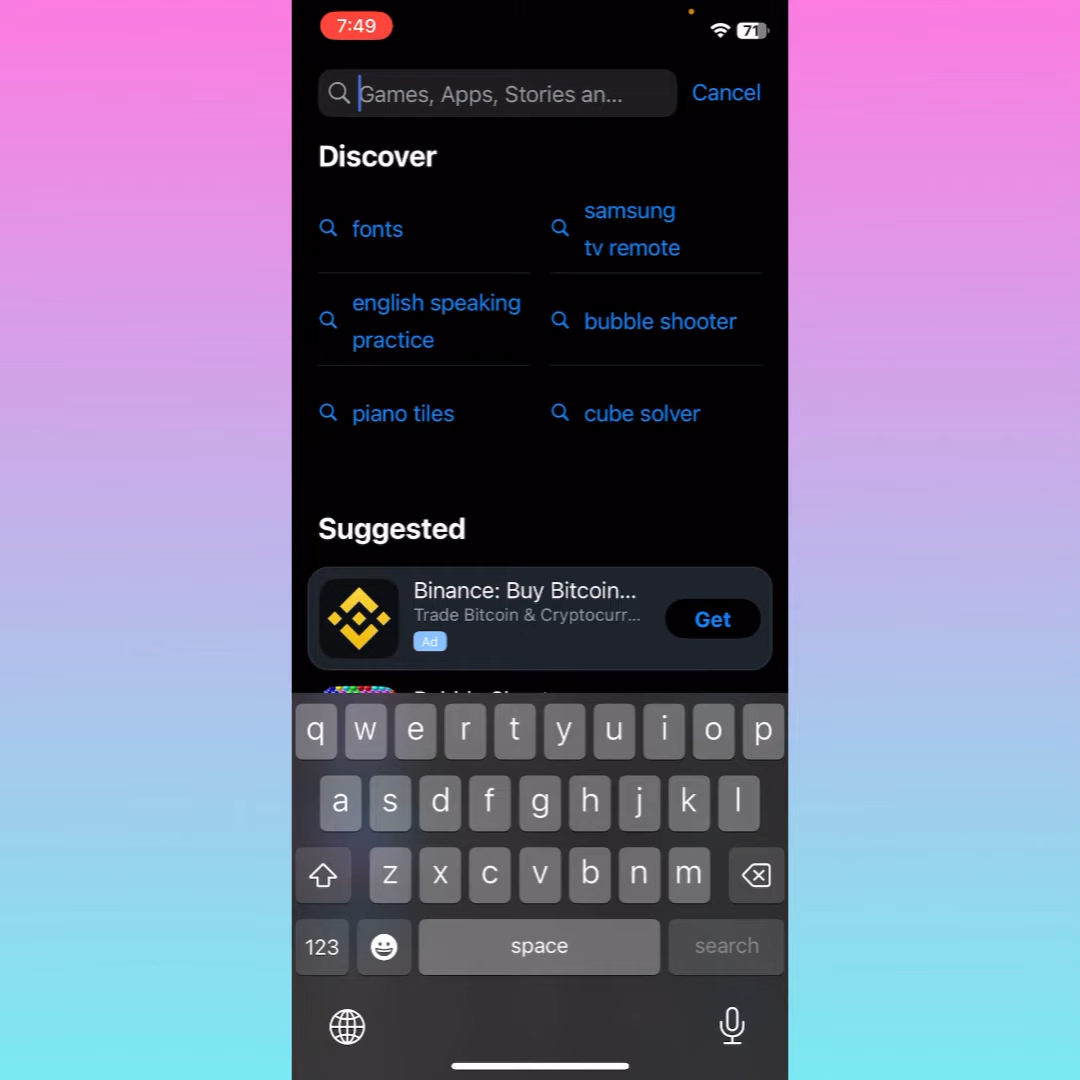 7:49
71
Games, Apps, Stories an...
Cancel
Discover
fonts
samsung
tv remote
english speaking
practice
bubble shooter
piano tiles
cube solver
Suggested
Binance: Buy Bitcoin...
Trade Bitcoin & Cryptocurr...
Ad
Get
q w e r t y u i o p
a s d f g h j k l
z x c v b n m
123
space
search